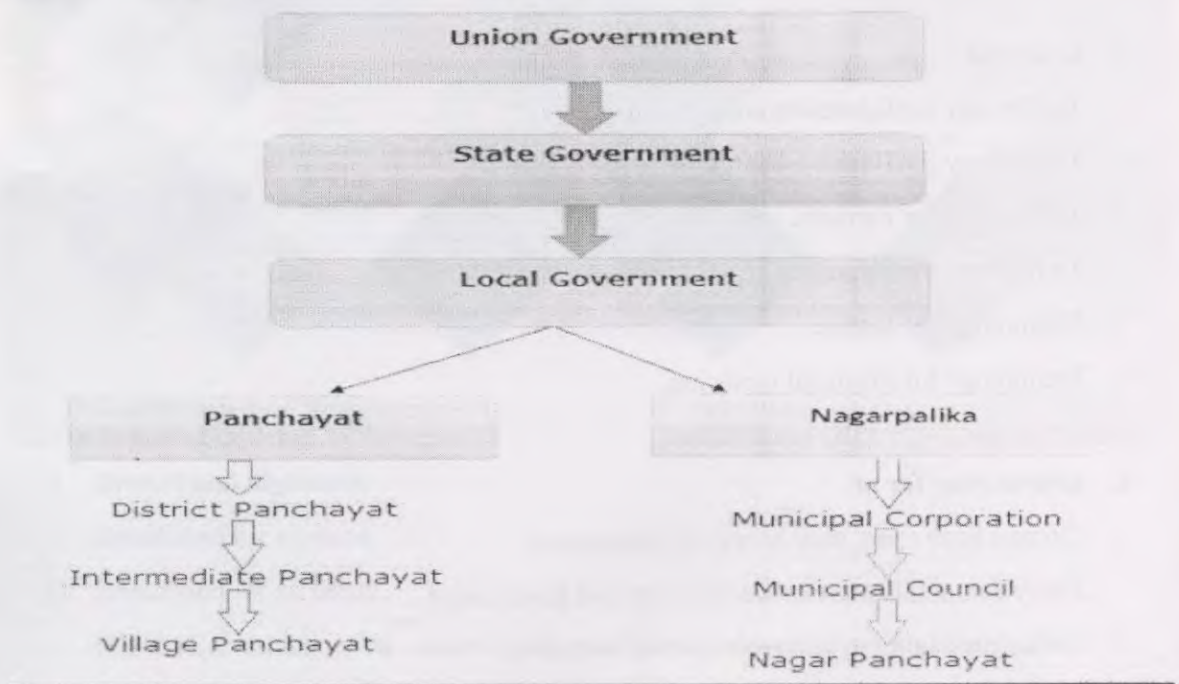 Union Government
State Government
Local Government
Panchayat
District Panchayat
Intermediate Panchayat
Village Panchayat
Nagarpalika
Municipal Corporation
Municipal Council
Nagar Panchayat